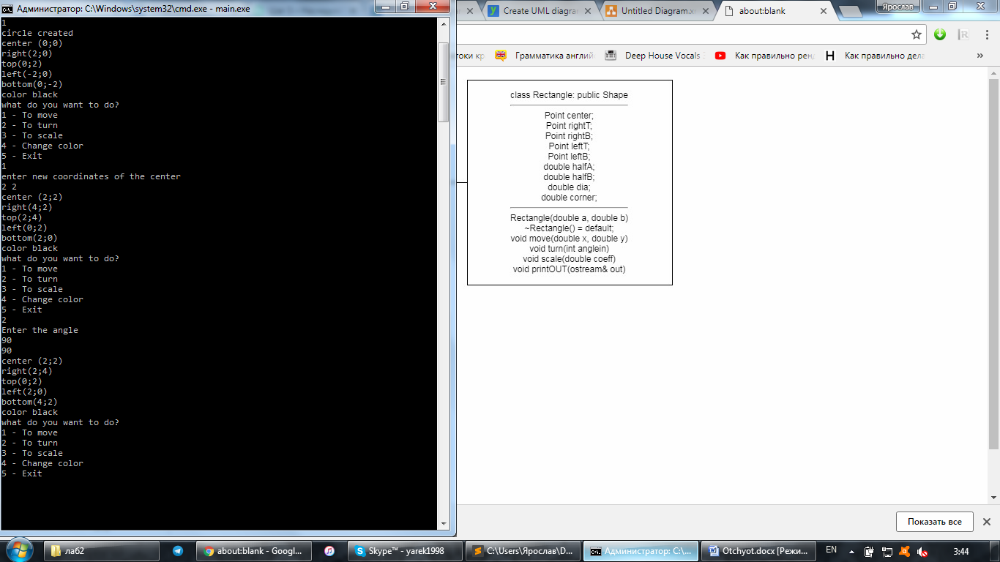 Администратор: C:\Windows\system32\cmd.exe - main.exe
1
circle created
center (0;0)
right(2;0)
top(0;2)
left(-2;0)
bottom(0;-2)
color black
what do you want to do?
1 - To move
2 - To turn
3 - To scale
4 - Change color
5 - Exit
1
enter new coordinates of the center
2 2
center (2;2)
right(4;2)
top(2;4)
left(0;2)
bottom(2;0)
color black
what do you want to do?
1 - To move
2 - To turn
3 - To scale
4 - Change color
5 - Exit
2
Enter the angle
90
90
center (2;2)
right(2;4)
top(0;2)
left(2;0)
bottom(4;2)
color black
what do you want to do?
1 - To move
2 - To turn
3 - To scale
4 - Change color
5 - Exit
Create UML diagra
Untitled Diagram.x
about:blank
Ярослав
токи кр
Грамматика англий
Deep House Vocals
Как правильно рен
Как правильно дела
class Rectangle: public Shape
Point center;
Point rightT;
Point rightB;
Point leftT;
Point leftB;
double halfA;
double halfB;
double dia;
double corner;
Rectangle(double a, double b)
~Rectangle() = default;
void move(double x, double y)
void turn(int anglein)
void scale(double coeff)
void printOUT(ostream& out)
Показать все
лаб2
about:blank - Googl...
Skype™ - yarek1998
C:\Users\Ярослав\D...
Администратор: C:\...
Otchyot.docx [Режи...
EN
3:44